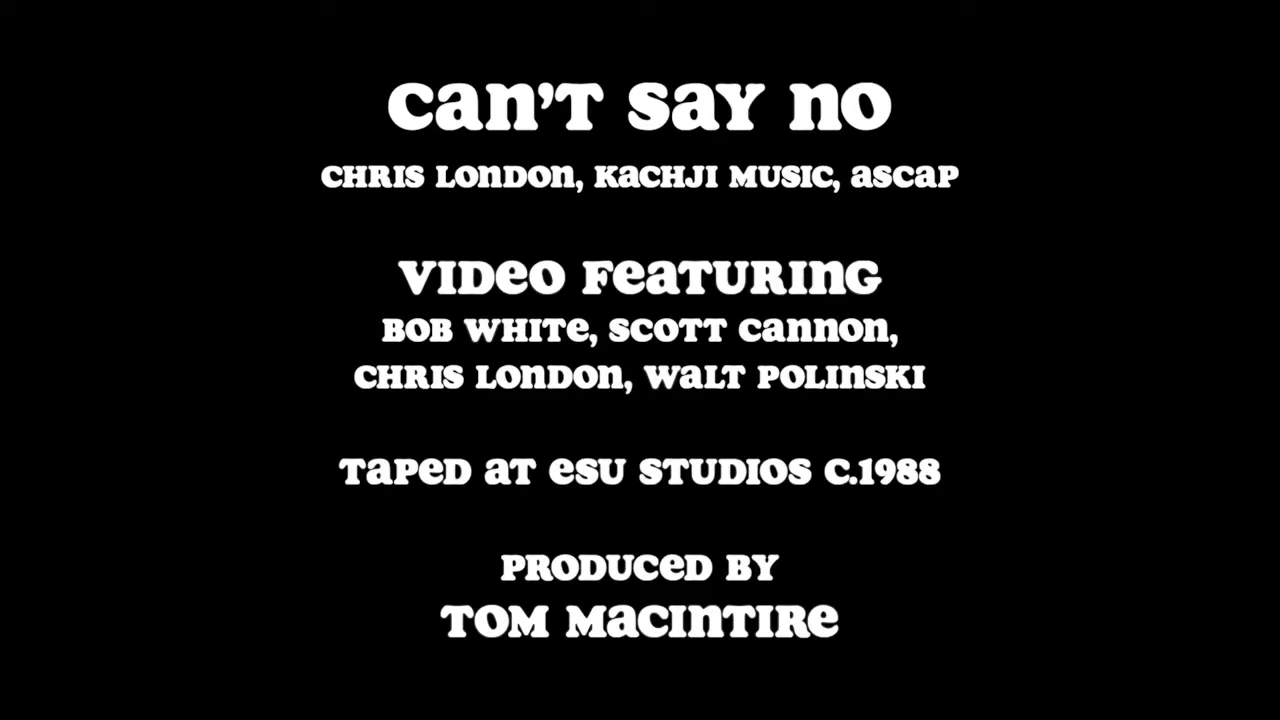 CAN'T SAY NO
CHRIS LONDON, KACHJI MUSIC, ASCAP
VIDEO FEATURING
BOB WHITE, SCOTT CANNON,
CHRIS LONDON, WALT POLINSKI
TAPED AT ESU STUDIOS C.1988
PRODUCED BY
TOM MACINTIRE